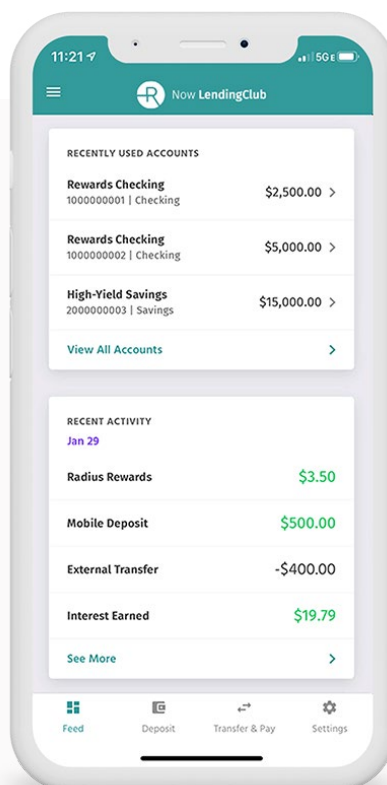 11:21
5GE
R Now LendingClub
RECENTLY USED ACCOUNTS
Rewards Checking
1000000001 | Checking
$2,500.00 >
Rewards Checking
1000000002 | Checking
$5,000.00 >
High-Yield Savings
2000000003 | Savings
$15,000.00 >
View All Accounts >
RECENT ACTIVITY
Jan 29
Radius Rewards $3.50
Mobile Deposit $500.00
External Transfer -$400.00
Interest Earned $19.79
See More >
Feed Deposit Transfer & Pay Settings